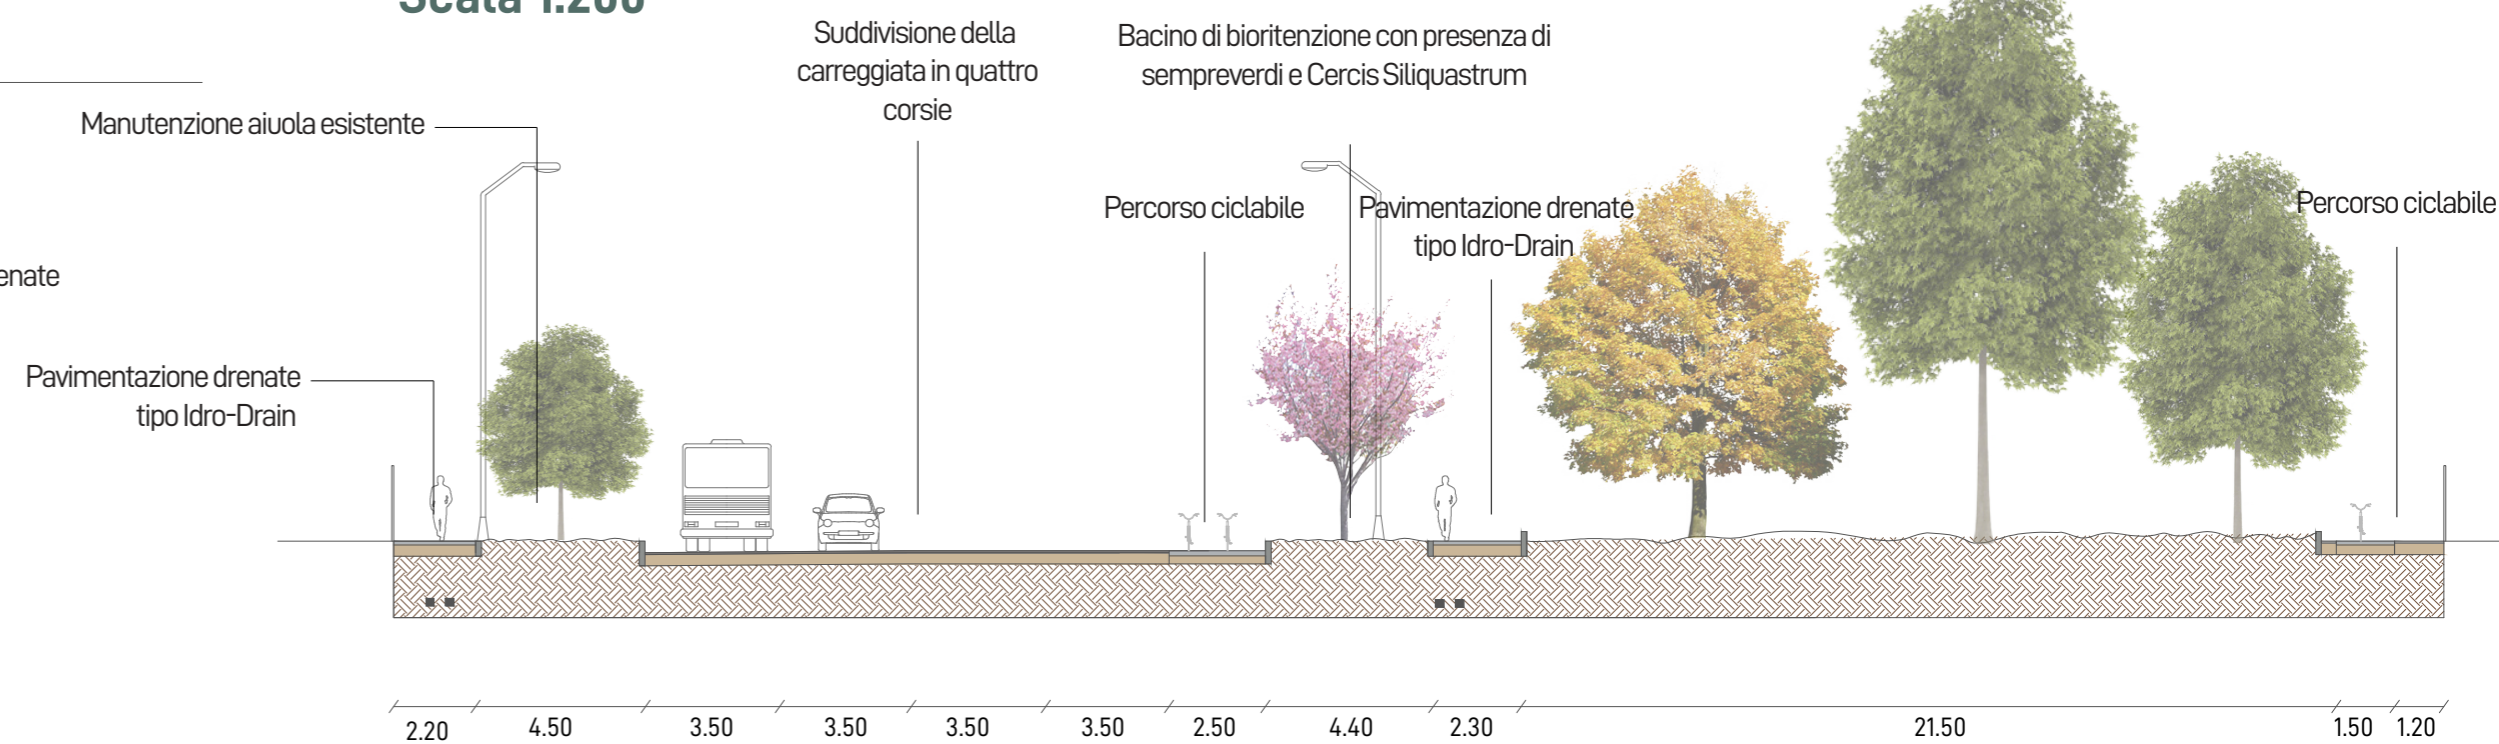 Scala 1:200
Suddivisione della
carreggiata in quattro
corsie
Bacino di bioritenzione con presenza di
sempreverdi e Cercis Siliquastrum
Manutenzione aiuola esistente
Percorso ciclabile
Pavimentazione drenate
tipo Idro-Drain
Percorso ciclabile
enate
Pavimentazione drenate
tipo Idro-Drain
2.20 4.50 3.50 3.50 3.50 3.50 2.50 4.40 2.30 21.50 1.50 1.20